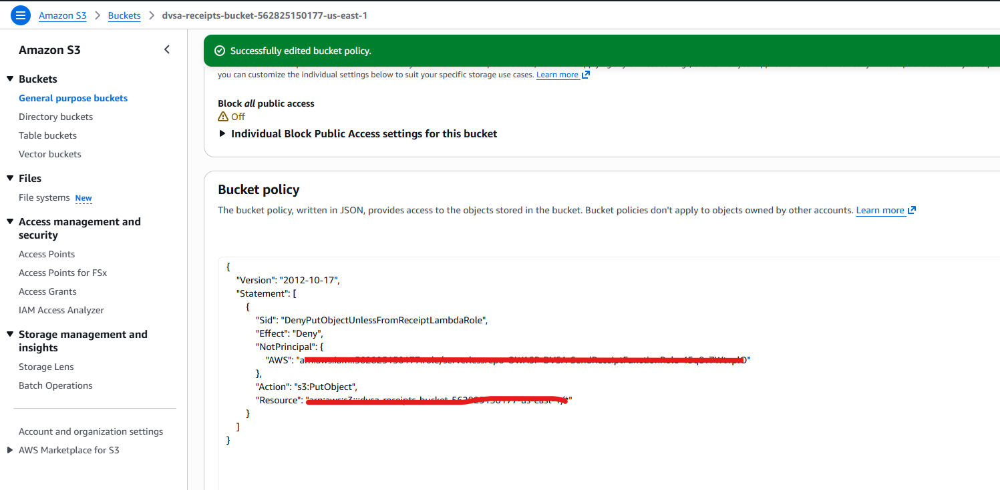 Amazon S3 > Buckets > dvsa-receipts-bucket-562825150177-us-east-1
Amazon S3
Buckets
General purpose buckets
Directory buckets
Table buckets
Vector buckets
Files
File systems New
Access management and
security
Access Points
Access Points for FSx
Access Grants
IAM Access Analyzer
Storage management and
insights
Storage Lens
Batch Operations
Account and organization settings
AWS Marketplace for S3
Successfully edited bucket policy.
you can customize the individual settings below to suit your specific storage use cases. Learn more
Block all public access
Off
Individual Block Public Access settings for this bucket
Bucket policy
The bucket policy, written in JSON, provides access to the objects stored in the bucket. Bucket policies don't apply to objects owned by other accounts. Learn more
{
"Version": "2012-10-17",
"Statement": [
{
"Sid": "DenyPutObjectUnlessFromReceiptLambdaRole",
"Effect": "Deny",
"NotPrincipal": {
"AWS": "
},
"Action": "s3:PutObject",
"Resource": "
}
]
}